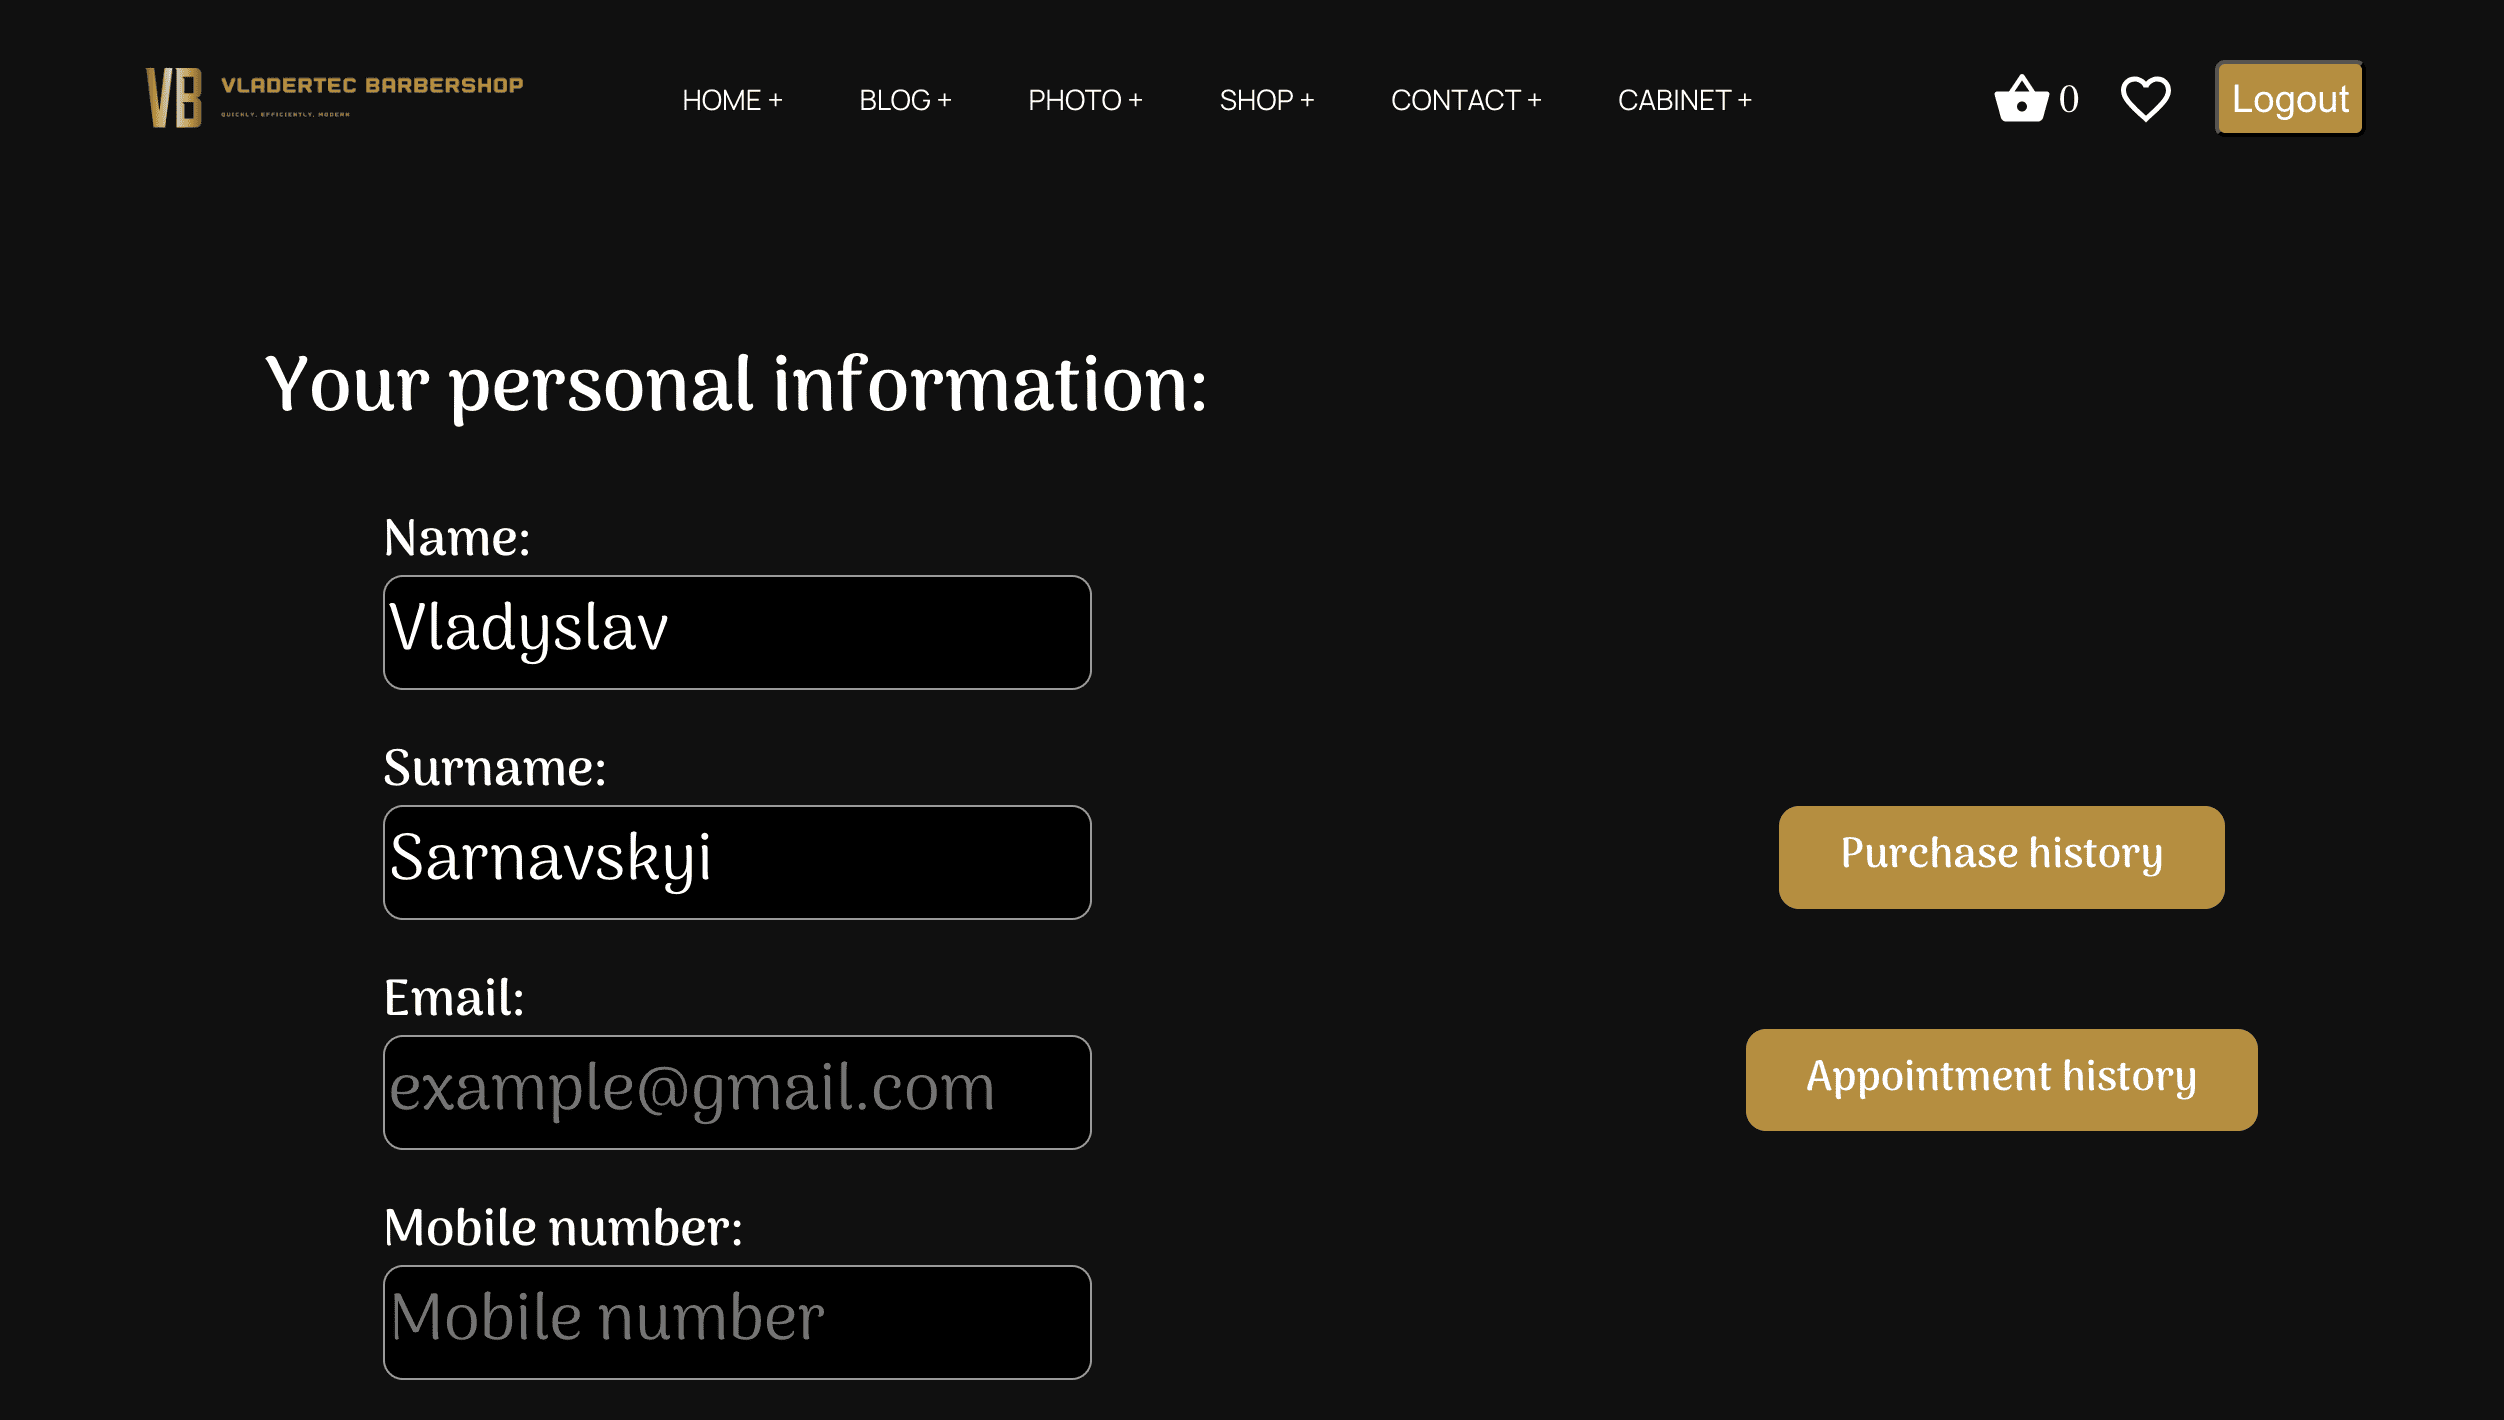 VB VLADERTEC BARBERSHOP
QUICKLY, EFFICIENTLY, MODERN
HOME + BLOG + PHOTO + SHOP + CONTACT + CABINET + 0 Logout
Your personal information:
Name:
Vladyslav
Surname:
Sarnavskyi
Purchase history
Email:
example@gmail.com
Appointment history
Mobile number:
Mobile number